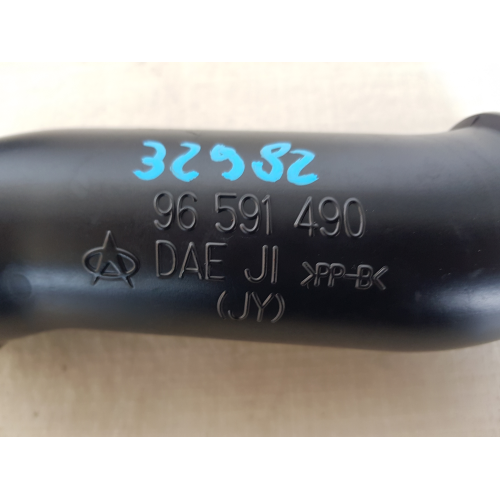 32982
96 591 490
DAE JI >PP-B<
(JY)